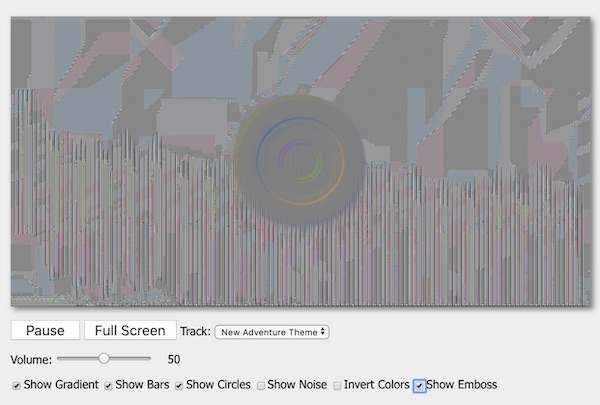 Pause Full Screen Track: New Adventure Theme
Volume: 50
Show Gradient Show Bars Show Circles Show Noise Invert Colors Show Emboss